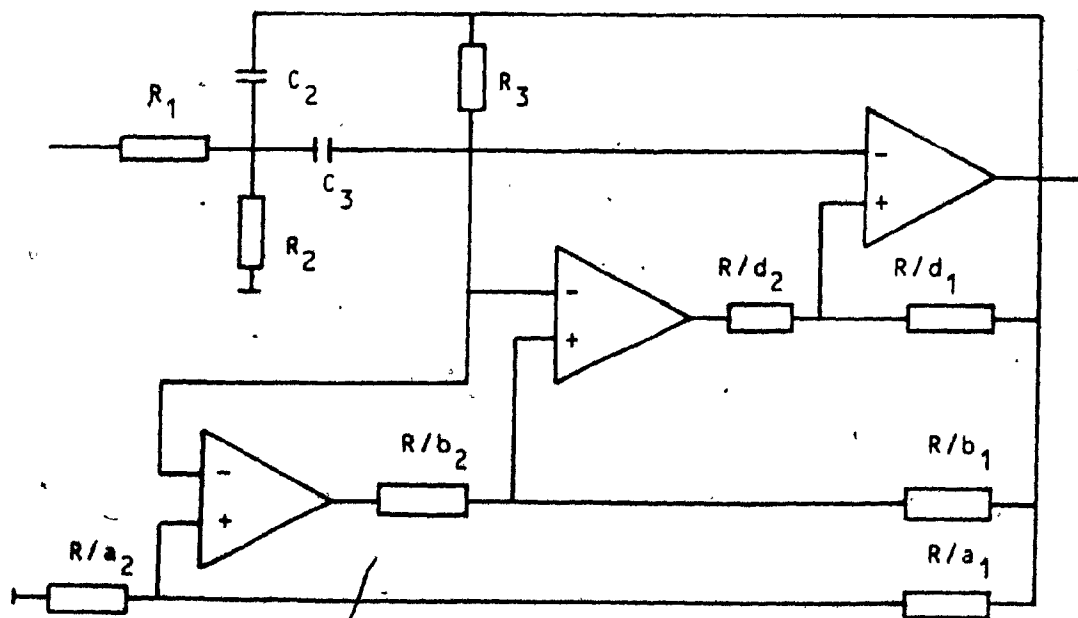 R1
C2
R3
C3
R2
-
+
R/d2
R/d1
-
+
R/b2
R/b1
-
+
R/a2
R/a1